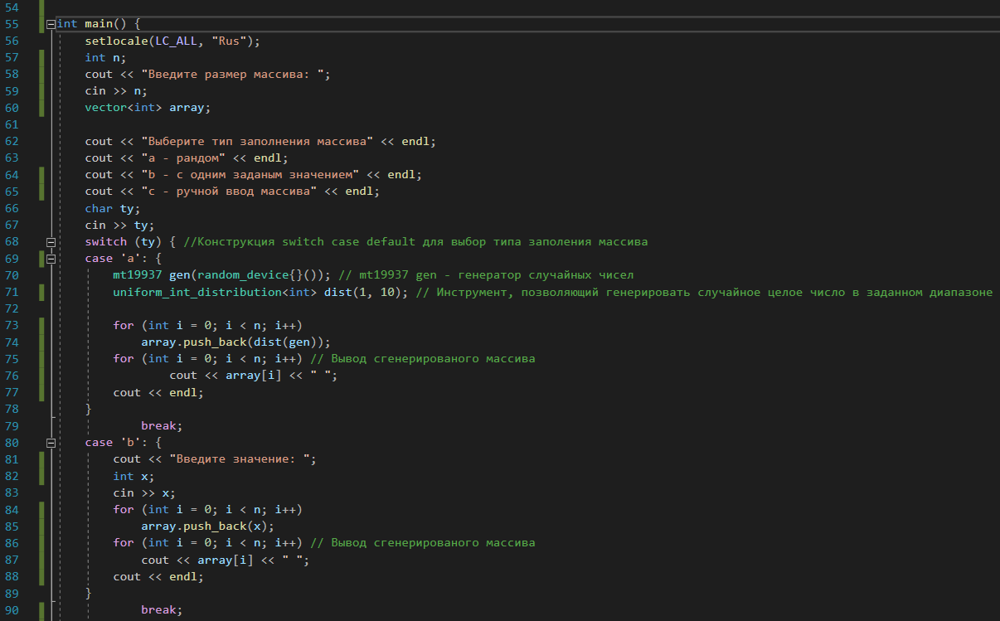 54
55 int main() {
56 setlocale(LC_ALL, "Rus");
57 int n;
58 cout << "Введите размер массива: ";
59 cin >> n;
60 vector<int> array;
61
62 cout << "Выберите тип заполнения массива" << endl;
63 cout << "a - рандом" << endl;
64 cout << "b - с одним заданым значением" << endl;
65 cout << "c - ручной ввод массива" << endl;
66 char ty;
67 cin >> ty;
68 switch (ty) { //Конструкция switch case default для выбор типа заполения массива
69 case 'a': {
70 mt19937 gen(random_device{}()); // mt19937 gen - генератор случайных чисел
71 uniform_int_distribution<int> dist(1, 10); // Инструмент, позволяющий генерировать случайное целое число в заданном диапазоне
72
73 for (int i = 0; i < n; i++)
74 array.push_back(dist(gen));
75 for (int i = 0; i < n; i++) // Вывод сгенерированого массива
76 cout << array[i] << " ";
77 cout << endl;
78 }
79 break;
80 case 'b': {
81 cout << "Введите значение: ";
82 int x;
83 cin >> x;
84 for (int i = 0; i < n; i++)
85 array.push_back(x);
86 for (int i = 0; i < n; i++) // Вывод сгенерированого массива
87 cout << array[i] << " ";
88 cout << endl;
89 }
90 break;